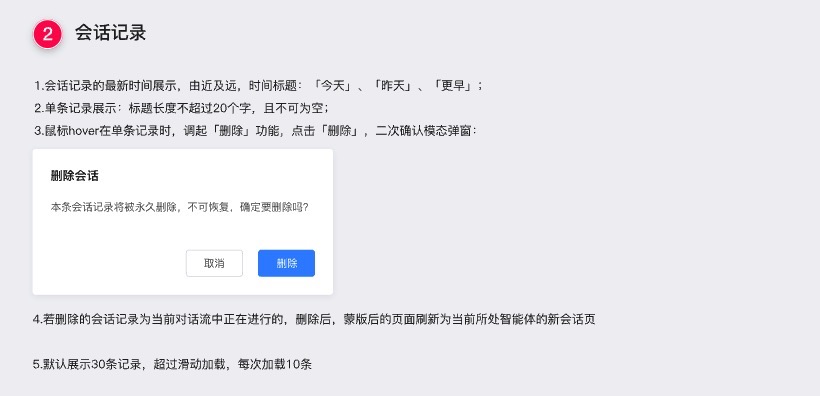 2 会话记录
1.会话记录的最新时间展示，由近及远，时间标题：「今天」、「昨天」、「更早」；
2.单条记录展示：标题长度不超过20个字，且不可为空；
3.鼠标hover在单条记录时，调起「删除」功能，点击「删除」，二次确认模态弹窗：
删除会话
本条会话记录将被永久删除，不可恢复，确定要删除吗？
取消 删除
4.若删除的会话记录为当前对话流中正在进行的，删除后，蒙版后的页面刷新为当前所处智能体的新会话页
5.默认展示30条记录，超过滑动加载，每次加载10条